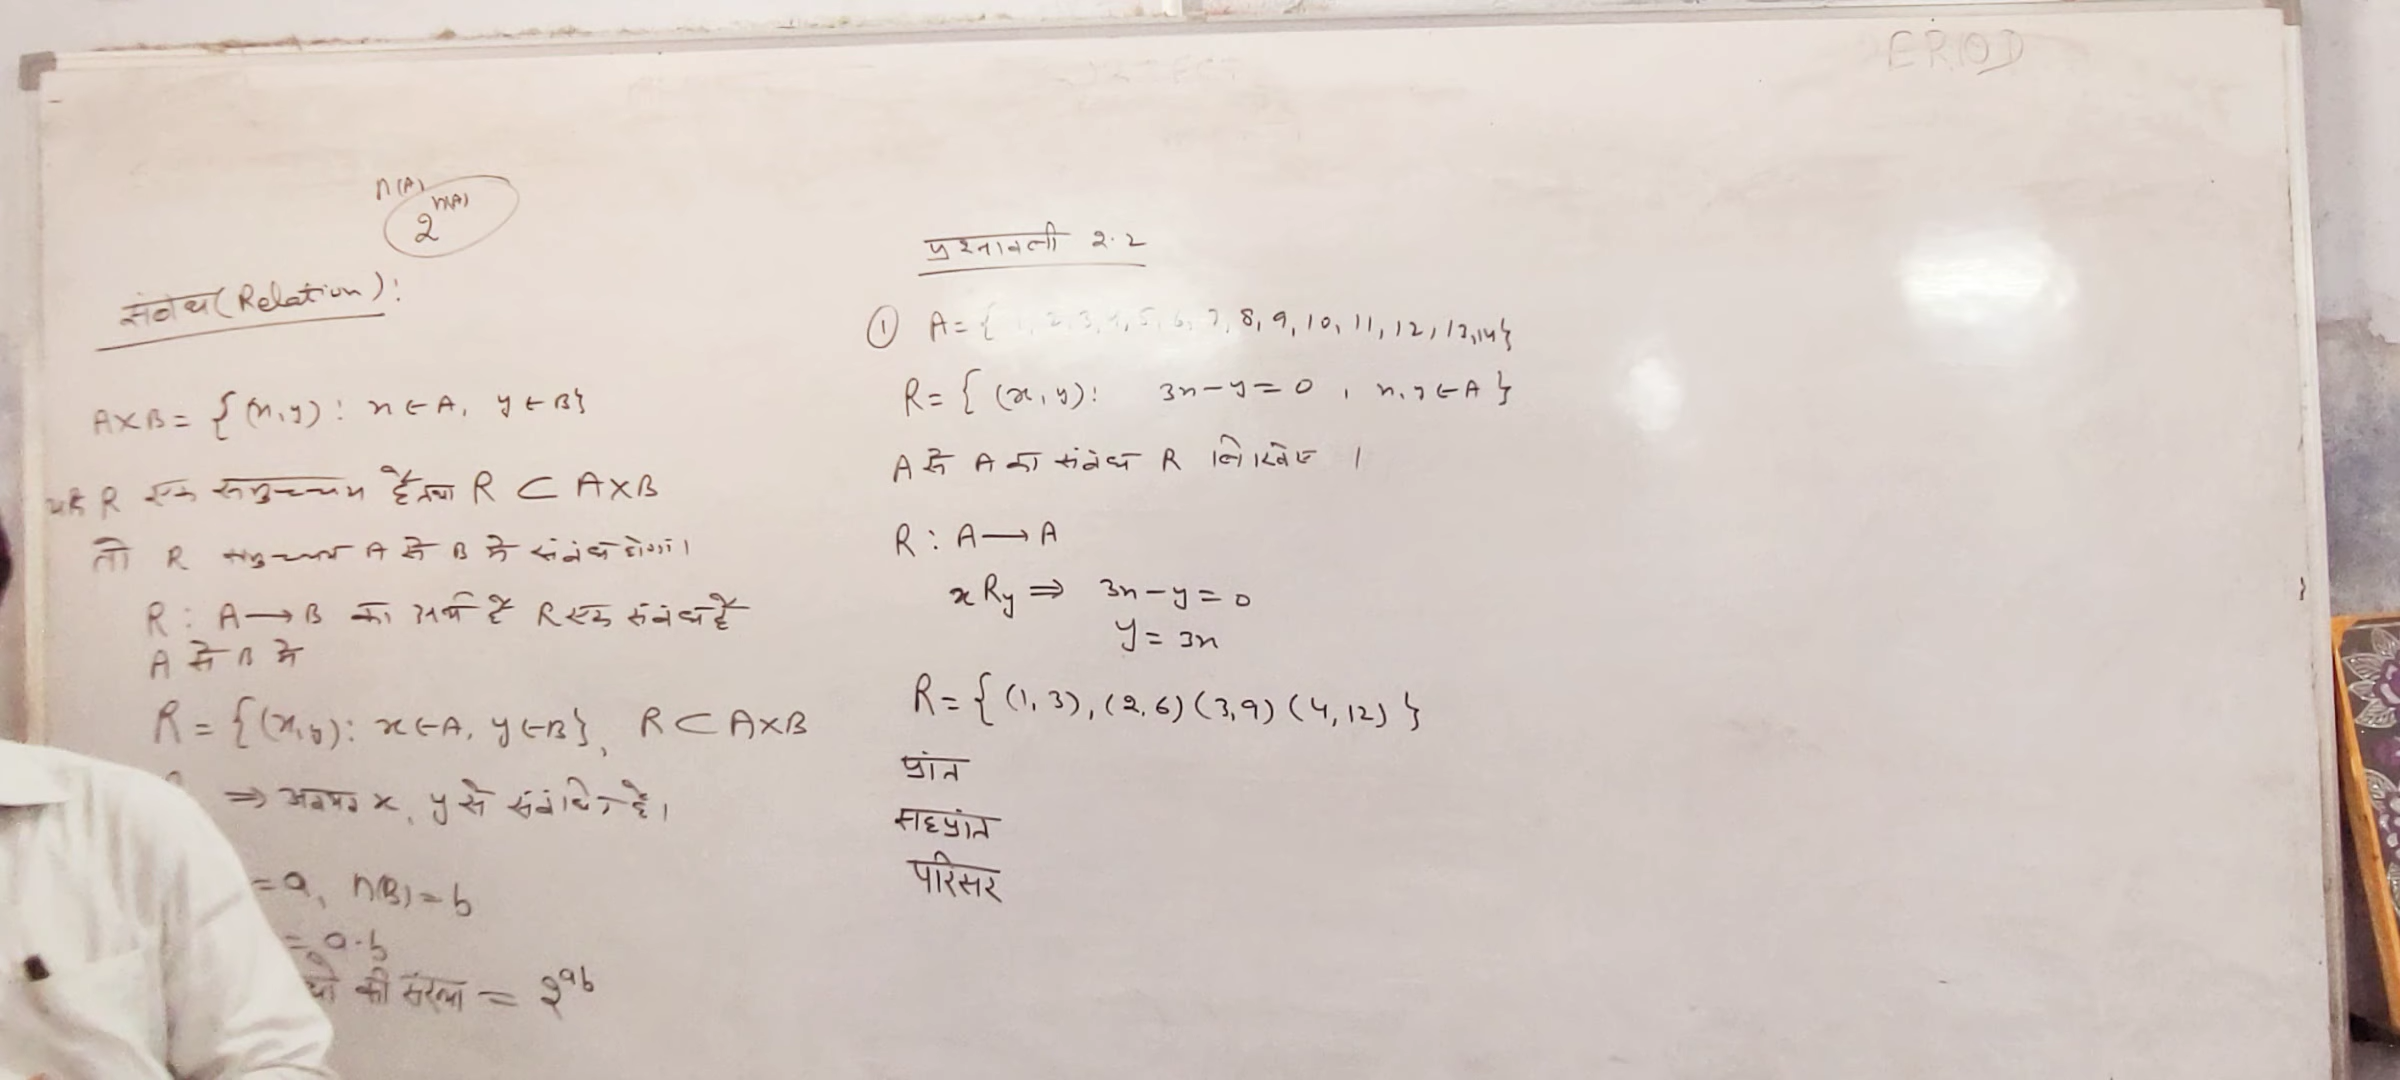 ERIOD
n(A)
2^n(A)
संबंध (Relation):
A×B = {(x,y): x∈A, y∈B}
यदि R एक समुच्चय है तथा R ⊂ A×B
तो R समुच्चय A से B में संबंध होगा।
R : A→B का अर्थ है R एक संबंध है
A से B में
R = {(x,y): x∈A, y∈B}, R⊂A×B
⇒ अवयव x, y से संबंधित है।
=a, n(B)=b
= a·b
की संख्या = 2^ab
प्रश्नावली 2.2
① A = {1, 2, 3, 4, 5, 6, 7, 8, 9, 10, 11, 12, 13, 14}
R = {(x,y): 3x-y=0, x,y∈A}
A से A का संबंध R लिखिए।
R : A→A
xRy ⇒ 3x-y=0
y = 3x
R = {(1,3), (2,6) (3,9) (4,12)}
प्रांत
सहप्रांत
परिसर